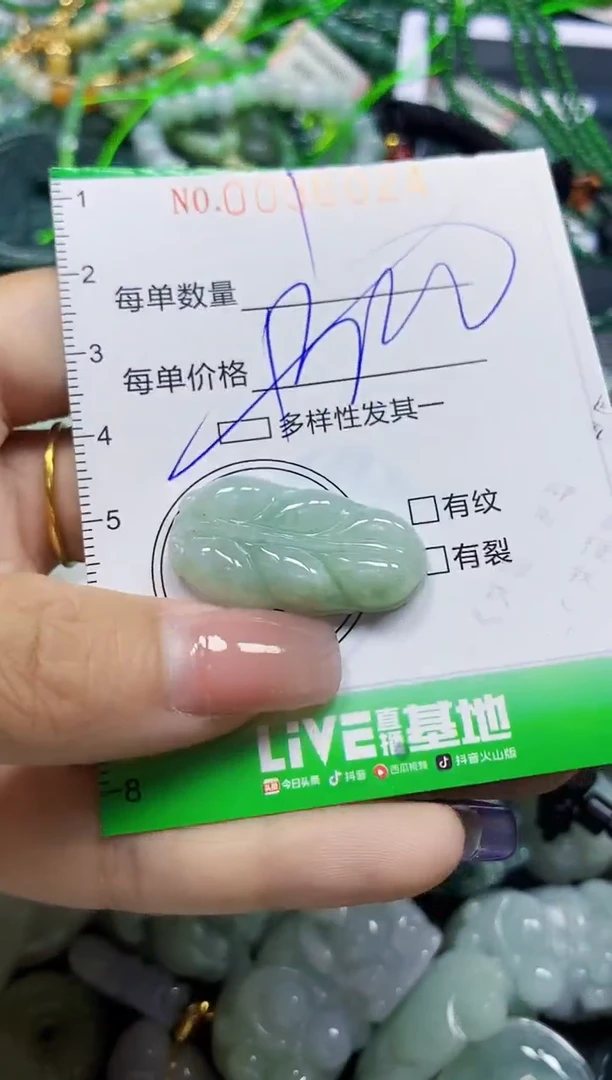 1
2
3
4
5
8
每单数量
每单价格
多样性发其一
有纹
有裂
LiVE直播基地
头条 今日头条 抖音 西瓜视频 抖音火山版